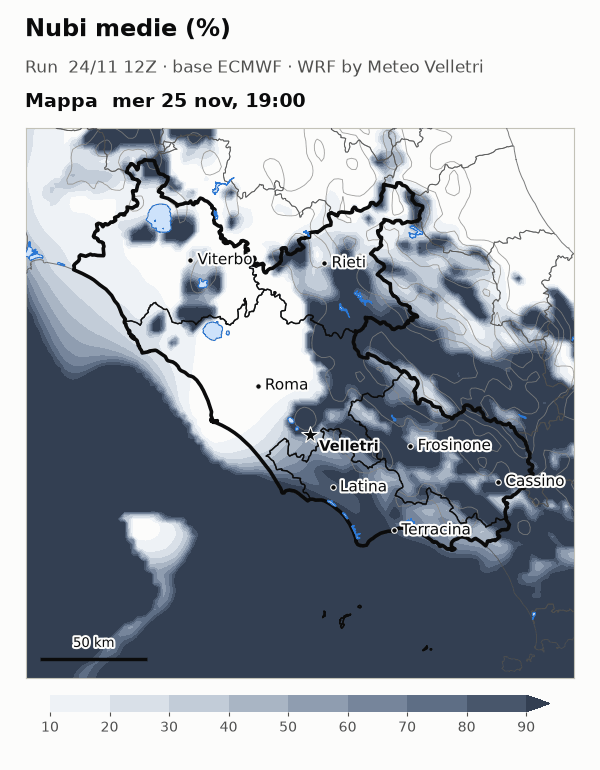 Nubi medie (%)
Run  24/11 12Z · base ECMWF · WRF by Meteo Velletri
Mappa  mer 25 nov, 19:00
Viterbo
Rieti
Roma
Velletri
Frosinone
Cassino
Latina
Terracina
50 km
10 20 30 40 50 60 70 80 90